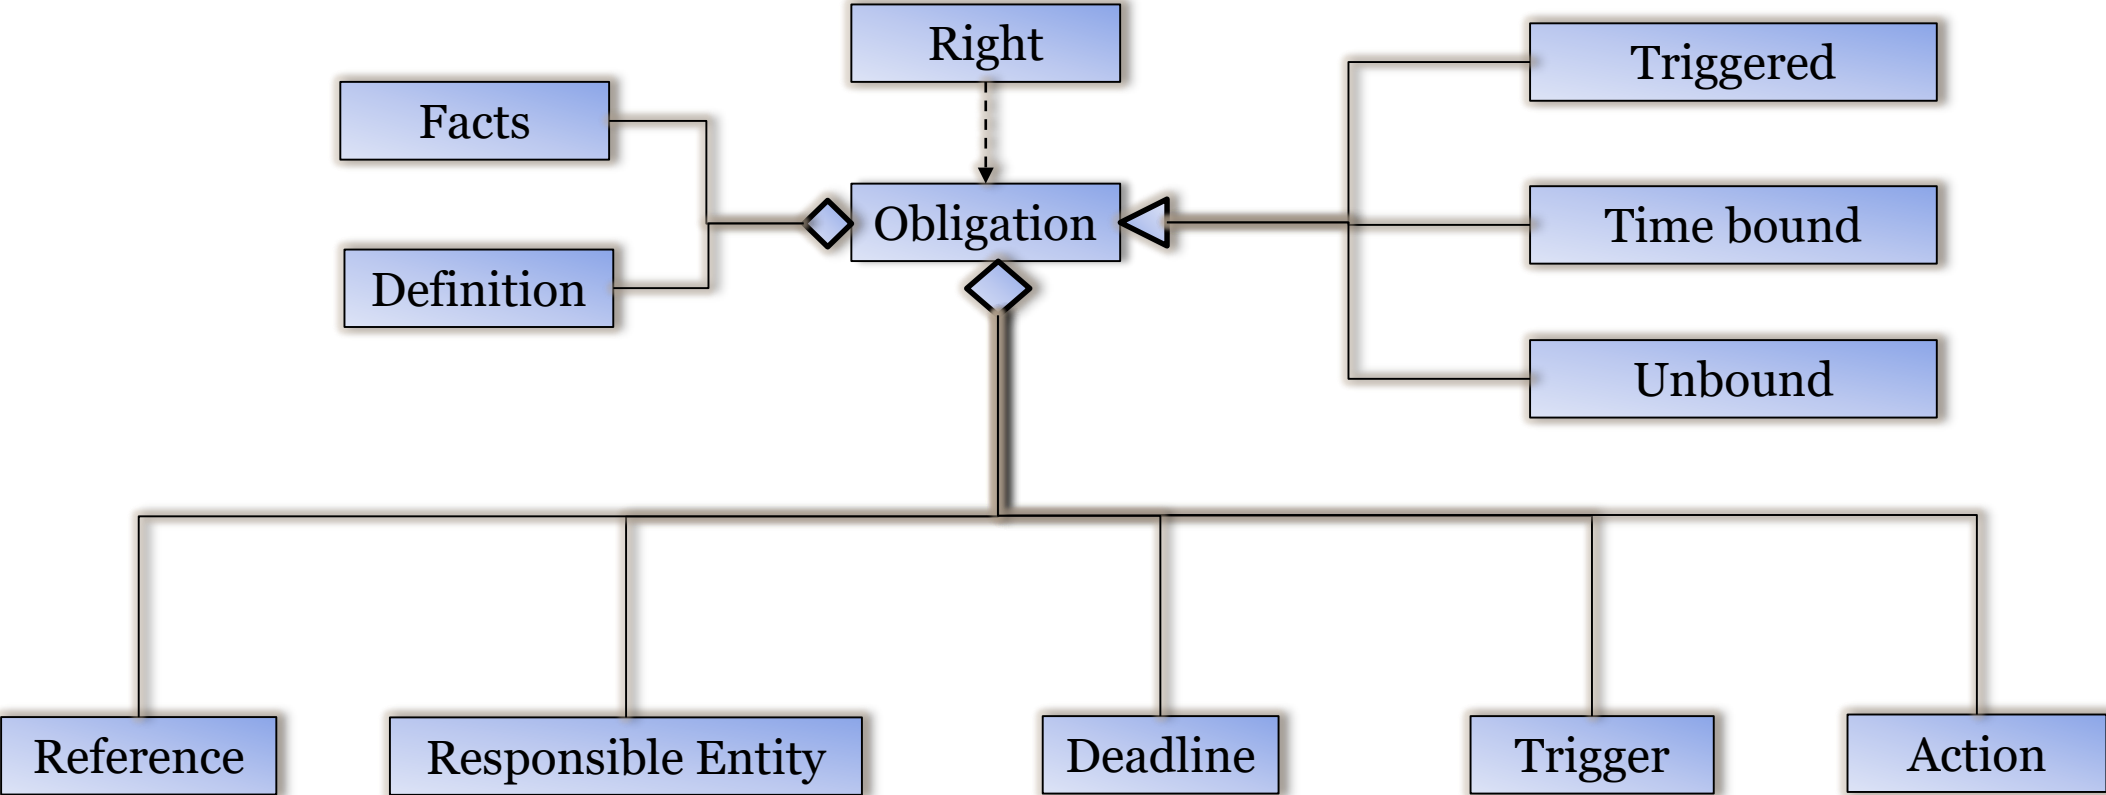 Right
Triggered
Facts
Obligation
Time bound
Definition
Unbound
Reference
Responsible Entity
Deadline
Trigger
Action